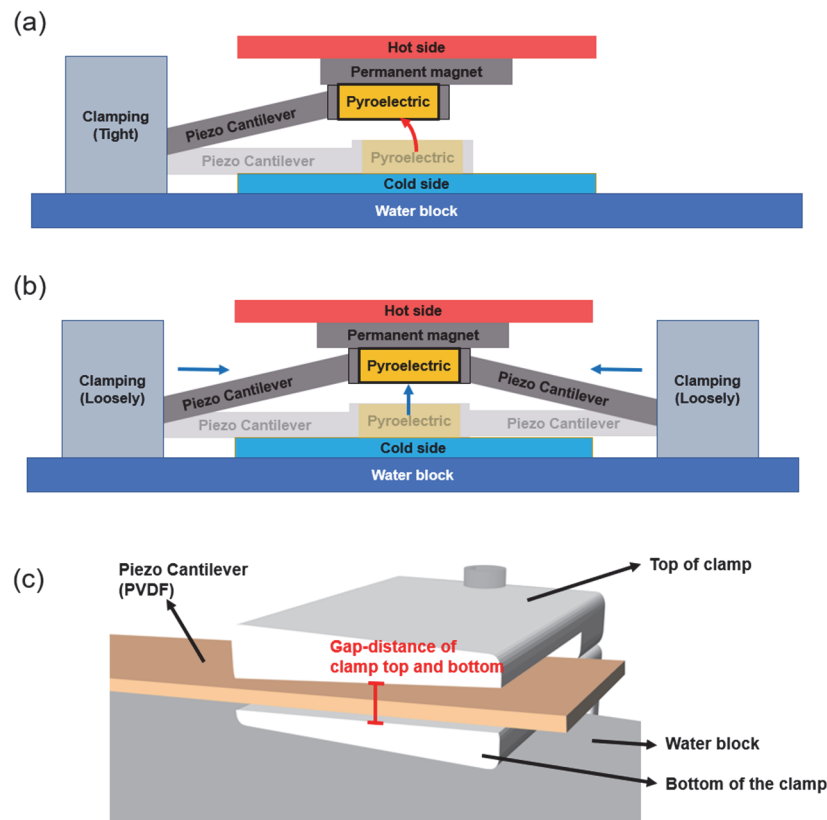 (a)
Hot side
Permanent magnet
Clamping
(Tight)
Pyroelectric
Piezo Cantilever
Piezo Cantilever
Pyroelectric
Cold side
Water block
(b)
Hot side
Permanent magnet
Clamping
(Loosely)
Pyroelectric
Piezo Cantilever
Piezo Cantilever
Clamping
(Loosely)
Piezo Cantilever
Pyroelectric
Piezo Cantilever
Cold side
Water block
(c)
Piezo Cantilever
(PVDF)
Top of clamp
Gap-distance of
clamp top and bottom
Water block
Bottom of the clamp